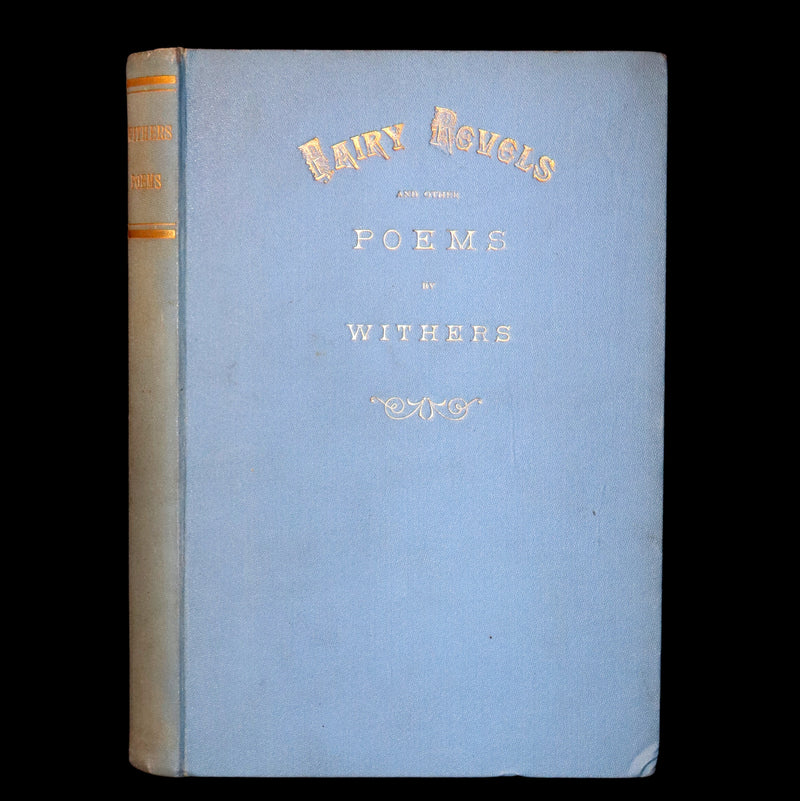 WITHERS
POEMS
FAIRY REVELS
AND OTHER
POEMS
BY
WITHERS